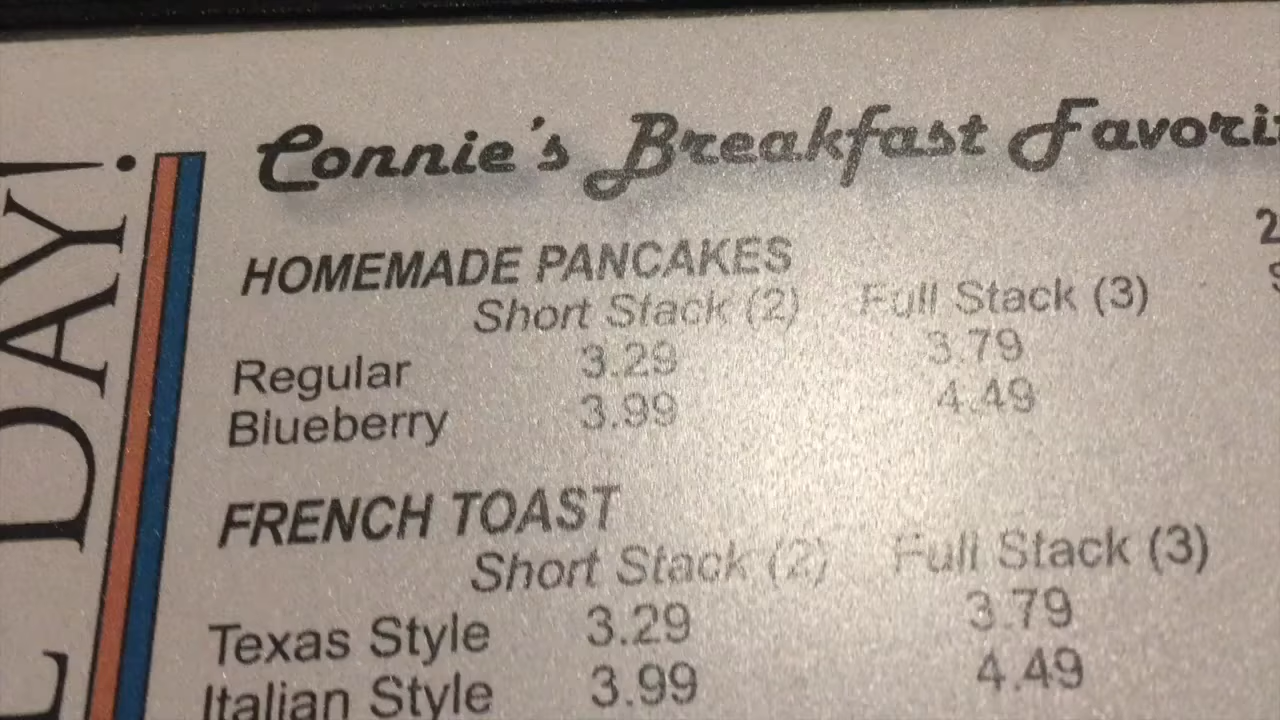 DAY!
Connie's Breakfast
HOMEMADE PANCAKES
Short Stack (2) Full Stack (3)
Regular 3.29 3.79
Blueberry 3.99 4.49
FRENCH TOAST
Short Stack (2) Full Stack (3)
Texas Style 3.29 3.79
Italian Style 3.99 4.49